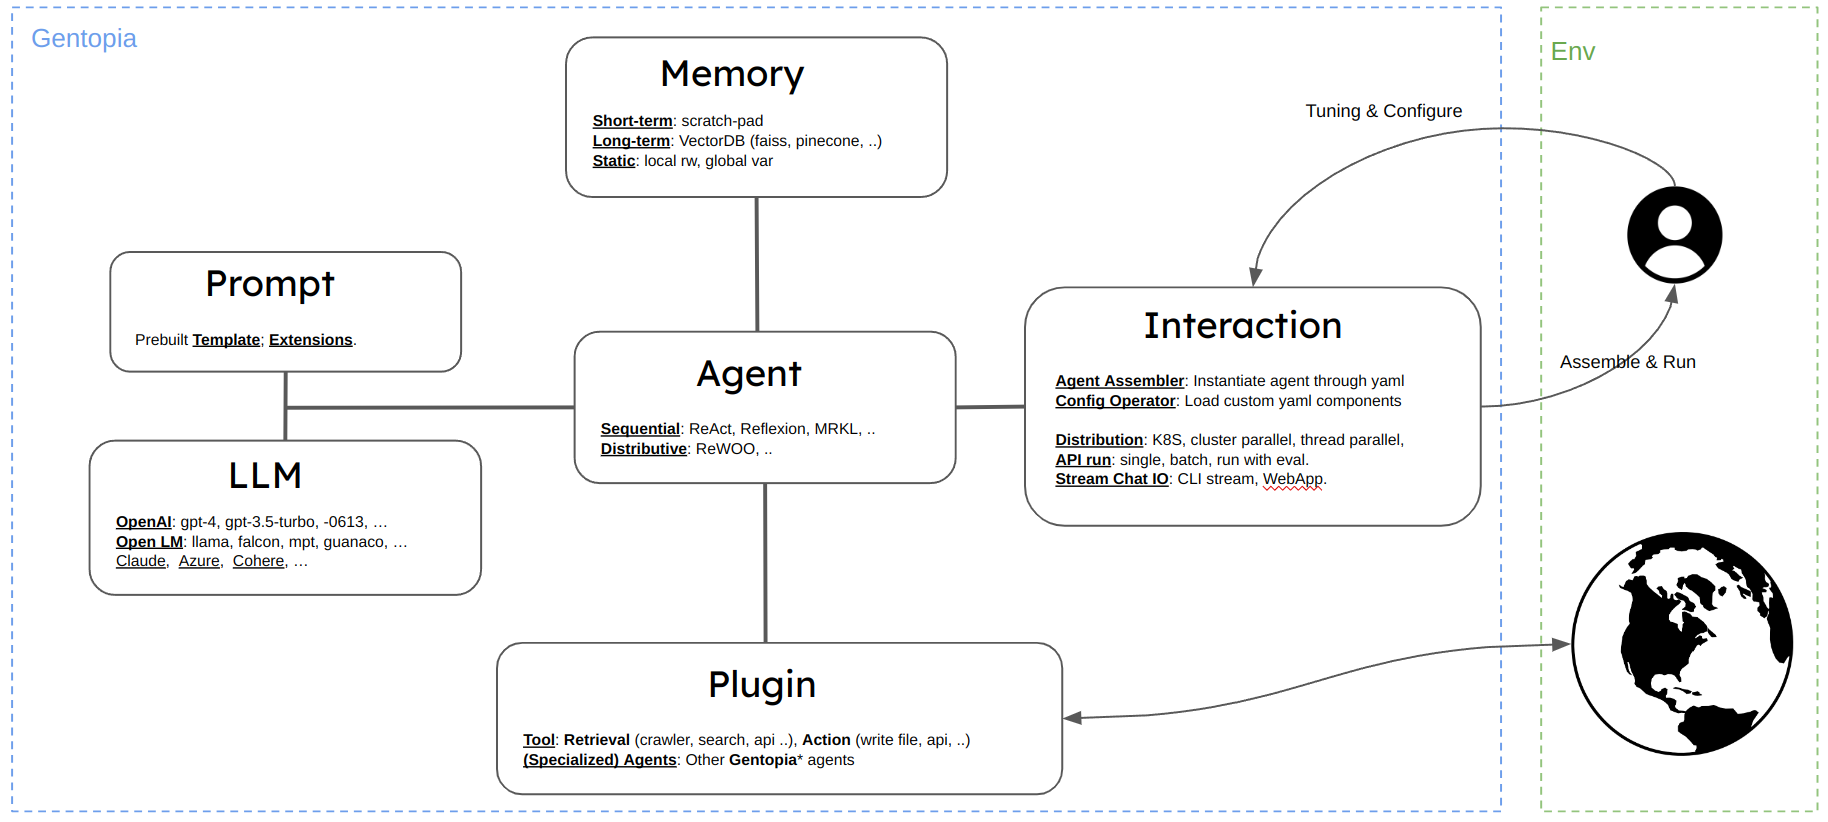 Gentopia
Env
Memory
Short-term: scratch-pad
Long-term: VectorDB (faiss, pinecone, ..)
Static: local rw, global var
Tuning & Configure
Prompt
Prebuilt Template; Extensions.
Agent
Sequential: ReAct, Reflexion, MRKL, ..
Distributive: ReWOO, ..
Interaction
Agent Assembler: Instantiate agent through yaml
Config Operator: Load custom yaml components
Distribution: K8S, cluster parallel, thread parallel,
API run: single, batch, run with eval.
Stream Chat IO: CLI stream, WebApp.
Assemble & Run
LLM
OpenAI: gpt-4, gpt-3.5-turbo, -0613, …
Open LM: llama, falcon, mpt, guanaco, …
Claude, Azure, Cohere, …
Plugin
Tool: Retrieval (crawler, search, api ..), Action (write file, api, ..)
(Specialized) Agents: Other Gentopia* agents